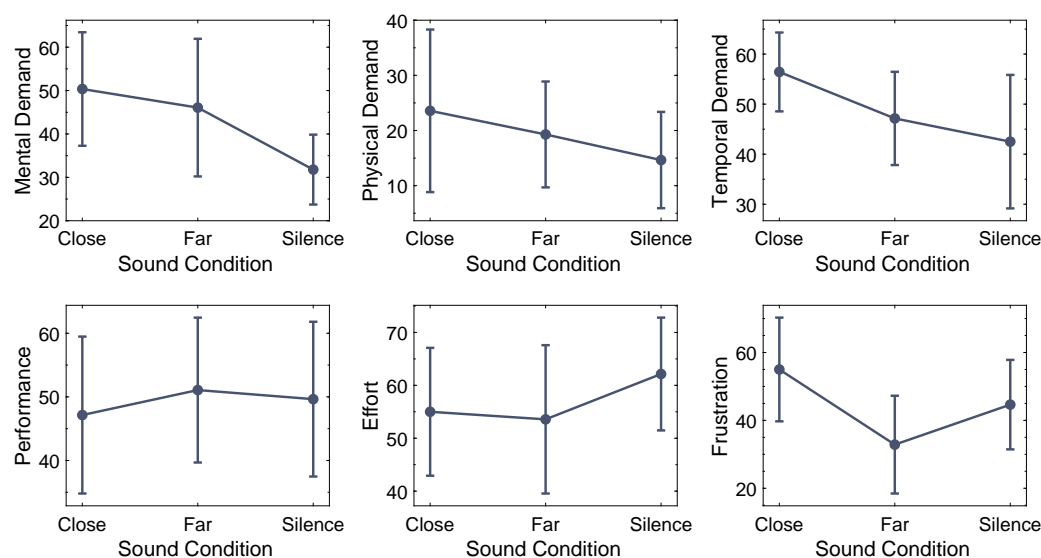 Mental Demand
60
50
40
30
20
Close Far Silence
Sound Condition
Physical Demand
40
30
20
10
Close Far Silence
Sound Condition
Temporal Demand
60
50
40
30
Close Far Silence
Sound Condition
Performance
60
50
40
Close Far Silence
Sound Condition
Effort
70
60
50
40
Close Far Silence
Sound Condition
Frustration
60
40
20
Close Far Silence
Sound Condition